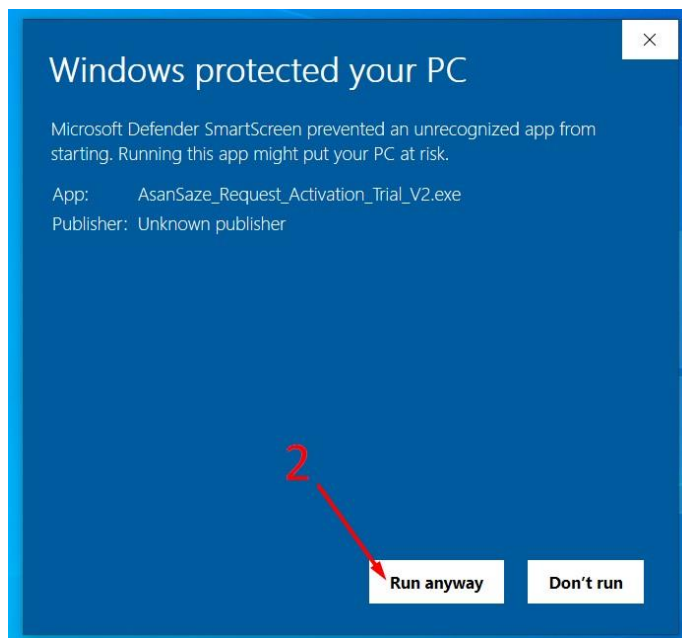 Windows protected your PC
Microsoft Defender SmartScreen prevented an unrecognized app from
starting. Running this app might put your PC at risk.
App: AsanSaze_Request_Activation_Trial_V2.exe
Publisher: Unknown publisher
2
Run anyway Don't run